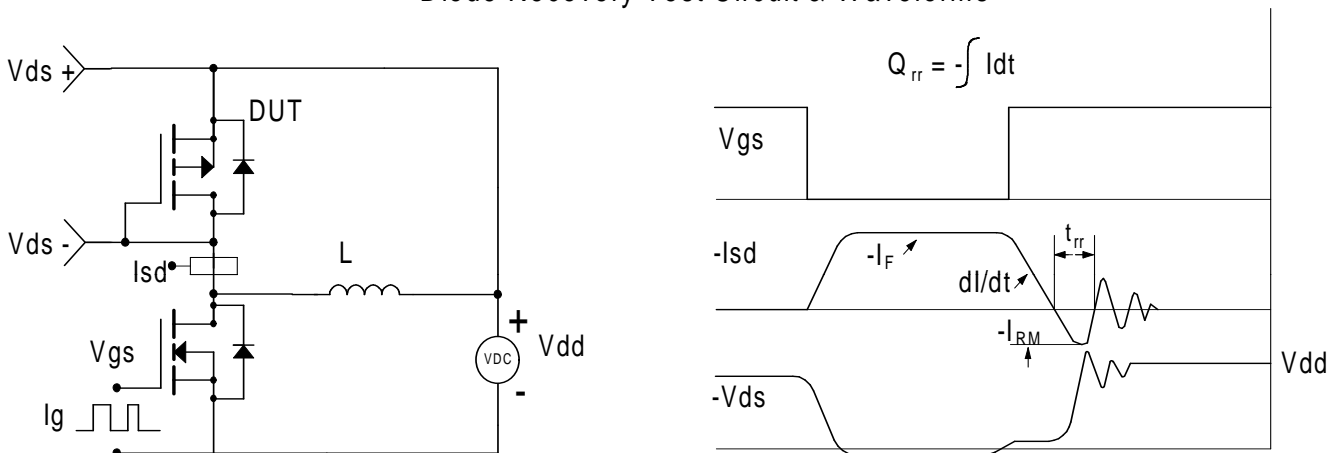 Diode Recovery Test Circuit & Waveforms
Vds +
DUT
Vds -
Isd
L
Vgs
Ig
+
VDC
Vdd
-
Q rr = -∫ Idt
Vgs
-Isd
-I F
dI/dt
t rr
-I RM
Vdd
-Vds